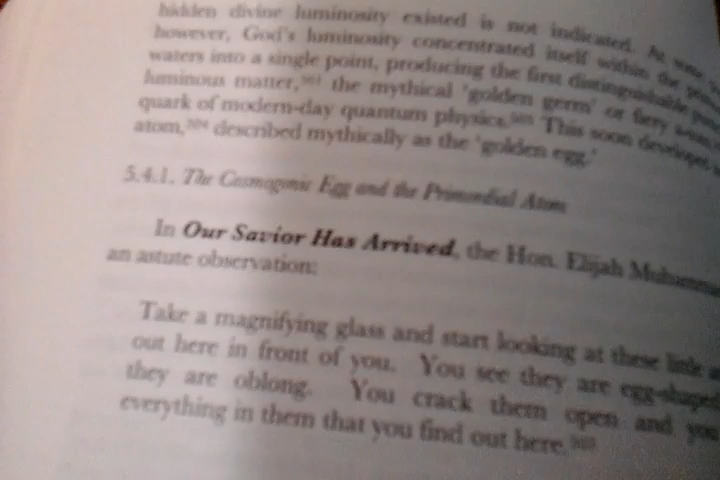 hidden divine luminosity existed is not indicated. At some
however, God's luminosity concentrated itself within the
waters into a single point, producing the first distinguishable
luminous matter, the mythical 'golden germ' or fiery
quark of modern-day quantum physics. This soon developed
atom, described mythically as the 'golden egg.'
5.4.1. The Cosmogonic Egg and the Primordial Atom
In Our Savior Has Arrived, the Hon. Elijah
an astute observation:
Take a magnifying glass and start looking at these little
out here in front of you. You see they are egg-shaped
they are oblong. You crack them open and you
everything in them that you find out here.